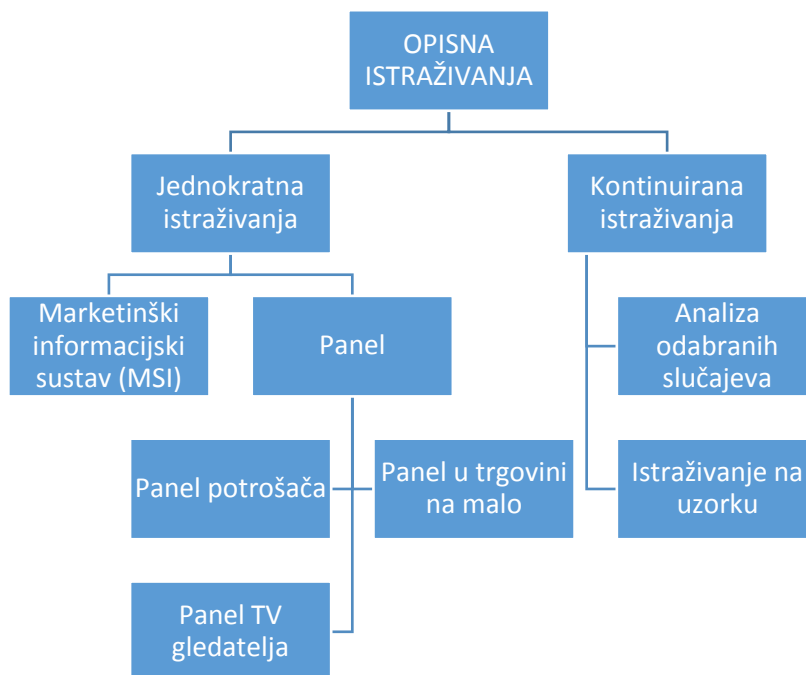 OPISNA
ISTRAŽIVANJA
Jednokratna
istraživanja
Kontinuirana
istraživanja
Marketinški
informacijski
sustav (MSI)
Panel
Analiza
odabranih
slučajeva
Panel potrošača
Panel u trgovini
na malo
Istraživanje na
uzorku
Panel TV
gledatelja